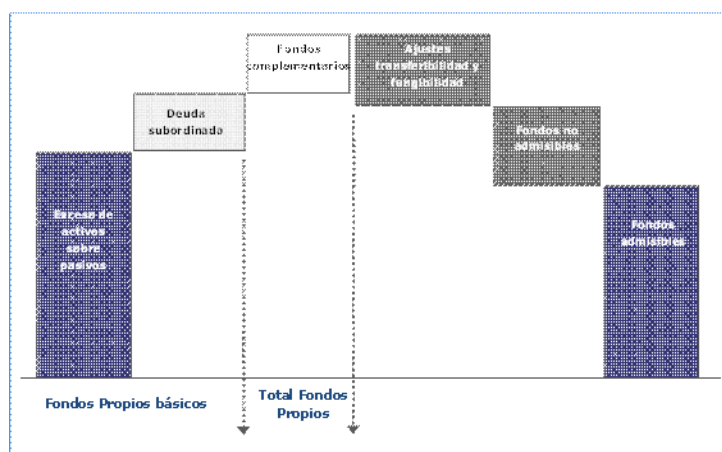 Fondos
complementarios
Ajustes
transferibilidad y
fungibilidad
Deuda
subordinada
Fondos no
admisibles
Exceso de
activos
sobre
pasivos
Fondos
admisibles
Fondos Propios básicos
Total Fondos
Propios